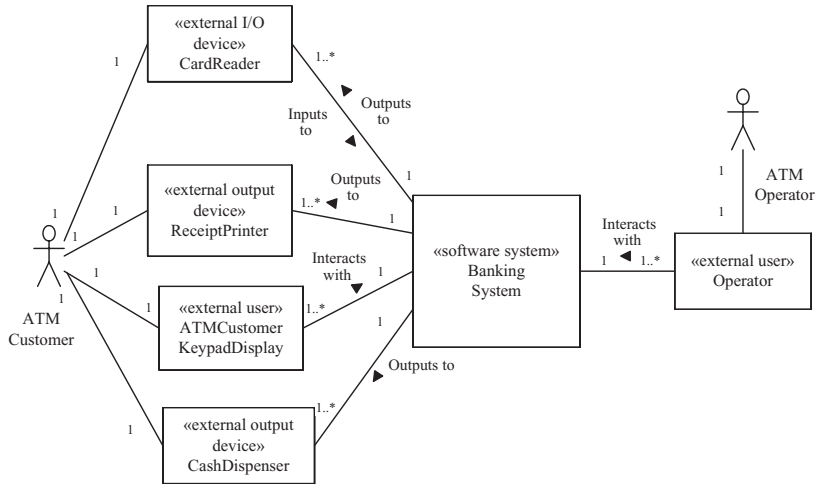 «external I/O
device»
CardReader
1
1..*
Inputs
to
Outputs
to
1
1
«external output
device»
ReceiptPrinter
1
1
1..*
Outputs
to
1
ATM
Customer
1
1
«external user»
ATMCustomer
KeypadDisplay
1..*
Interacts
with
1
1
1
«external output
device»
CashDispenser
1..*
Outputs to
1
«software system»
Banking
System
1
Interacts
with
1..*
«external user»
Operator
1
1
ATM
Operator